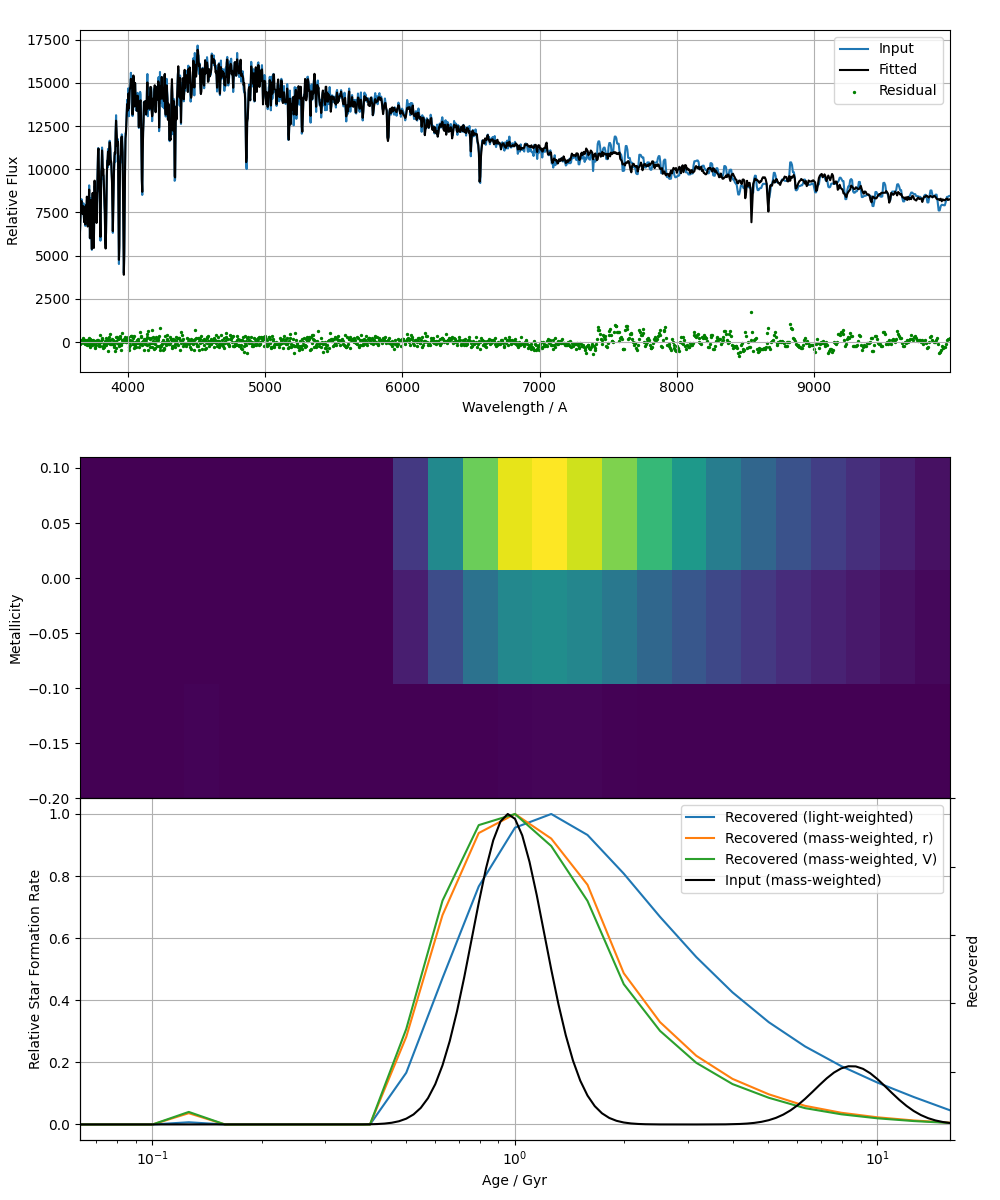 17500
15000
12500
10000
7500
5000
2500
0
Relative Flux
Input
Fitted
Residual
4000
5000
6000
7000
8000
9000
Wavelength / A
0.10
0.05
0.00
−0.05
−0.10
−0.15
−0.20
Metallicity
1.0
0.8
0.6
0.4
0.2
0.0
Relative Star Formation Rate
Recovered (light-weighted)
Recovered (mass-weighted, r)
Recovered (mass-weighted, V)
Input (mass-weighted)
Recovered
10⁻¹
10⁰
10¹
Age / Gyr